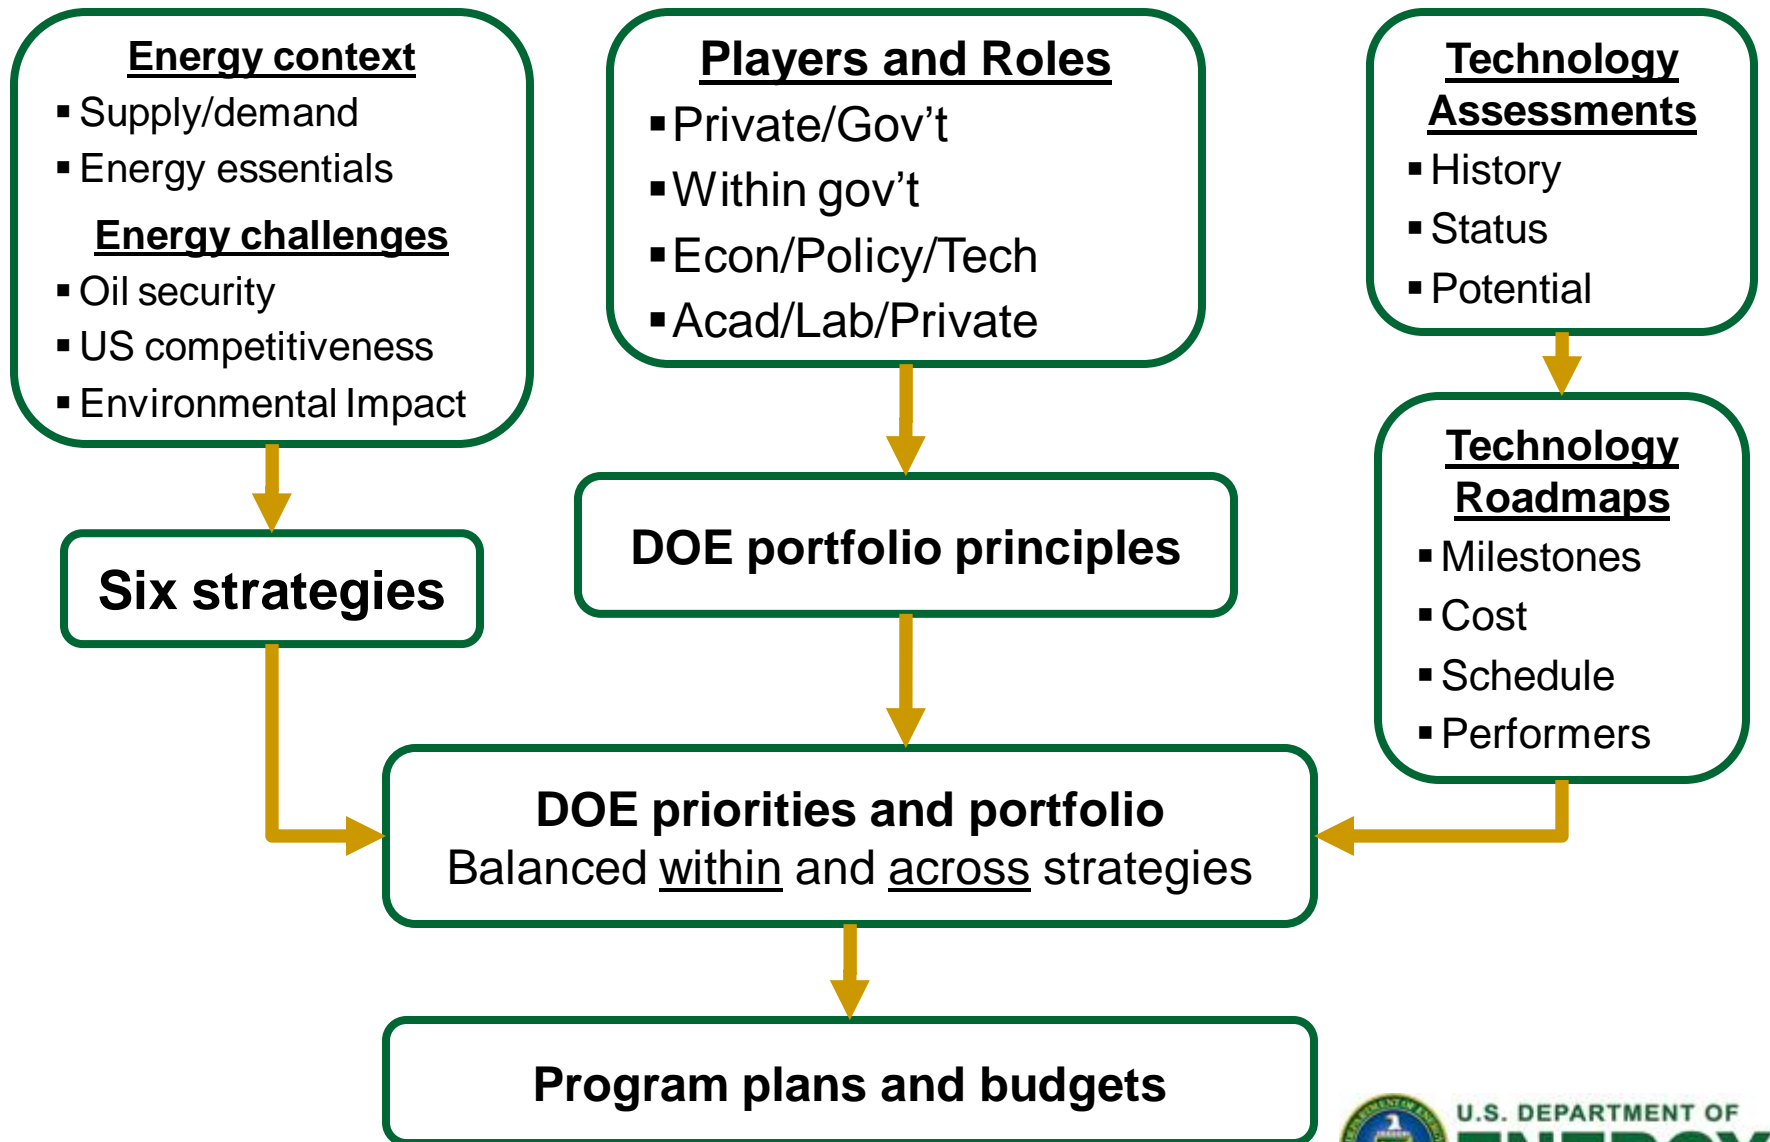 Energy context
▪ Supply/demand
▪ Energy essentials
Energy challenges
▪ Oil security
▪ US competitiveness
▪ Environmental Impact
Players and Roles
▪ Private/Gov’t
▪ Within gov’t
▪ Econ/Policy/Tech
▪ Acad/Lab/Private
Technology
Assessments
▪ History
▪ Status
▪ Potential
Technology
Roadmaps
▪ Milestones
▪ Cost
▪ Schedule
▪ Performers
Six strategies
DOE portfolio principles
DOE priorities and portfolio
Balanced within and across strategies
Program plans and budgets
U.S. DEPARTMENT OF